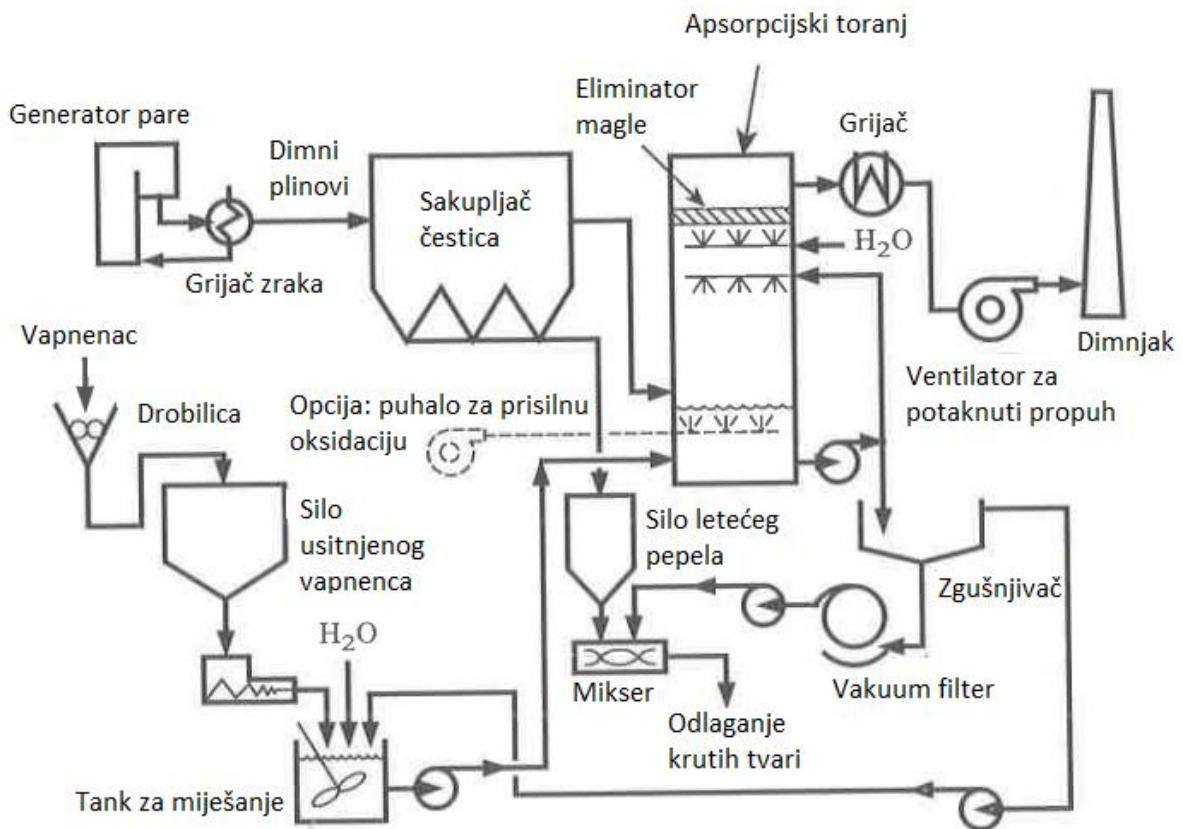 Apsorpcijski toranj
Eliminator
magle
Grijač
Generator pare
Dimni
plinovi
Sakupljač
čestica
H₂O
Grijač zraka
Vapnenac
Dimnjak
Drobilica
Opcija: puhalo za prisilnu
oksidaciju
Ventilator za
potaknuti propuh
Silo
usitnjenog
vapnenca
Silo letećeg
pepela
Zgušnjivač
H₂O
Mikser
Vakuum filter
Odlaganje
krutih tvari
Tank za miješanje